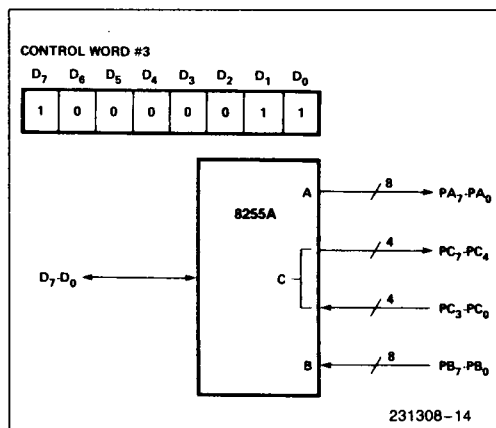 CONTROL WORD #3
D7 D6 D5 D4 D3 D2 D1 D0
1 0 0 0 0 0 1 1
A 8 PA7-PA0
8255A
4 PC7-PC4
D7-D0 C
4 PC3-PC0
B 8 PB7-PB0
231308-14